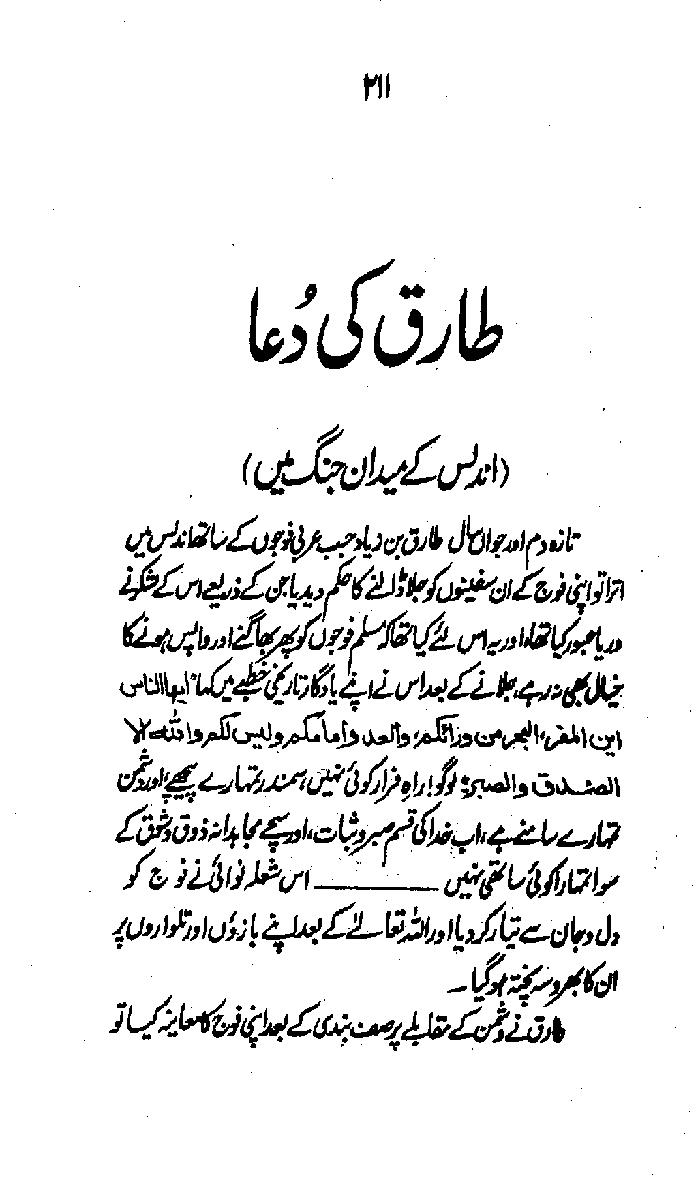 ۲۱۱
طارق کی دُعا
(اندلس کے میدان جنگ میں)
تازہ دم اور جواں سال طارق بن زیاد جب عربی فوجوں کے ساتھ اندلس میں
اترا تو اپنی فوج کے ان سفینوں کو جلا ڈالنے کا حکم دیدیا جن کے ذریعے اس کے لشکر نے
دریا عبور کیا تھا، اور یہ اس لئے کیا تھا کہ مسلم فوجوں کو پھر بھاگنے اور واپس ہونے کا
خیال بھی نہ رہے، جلانے کے بعد اس نے اپنے یادگار تاریخی خطبے میں کہا "ایھا الناس
این المفر، البحر من ورائکم، والعدو امامکم ولیس لکم واللہ الا
الصدق والصبر: لوگو! راہِ فرار کوئی نہیں، سمندر تمہارے پیچھے، اور دشمن
تمہارے سامنے ہے، اب خدا کی قسم صبر و ثبات، اور سچے مجاہدانہ ذوق و شوق کے
سوا تمہارا کوئی ساتھی نہیں ـــــــــ اس شعلہ نوائی نے فوج کو
دل و جان سے تیار کردیا اور اللہ تعالےٰ کے بعد اپنے بازوؤں اور تلواروں پر
ان کا بھروسہ پختہ ہوگیا۔
طارق نے دشمن کے مقابلے پر صف بندی کے بعد اپنی فوج کا معاینہ کیا تو